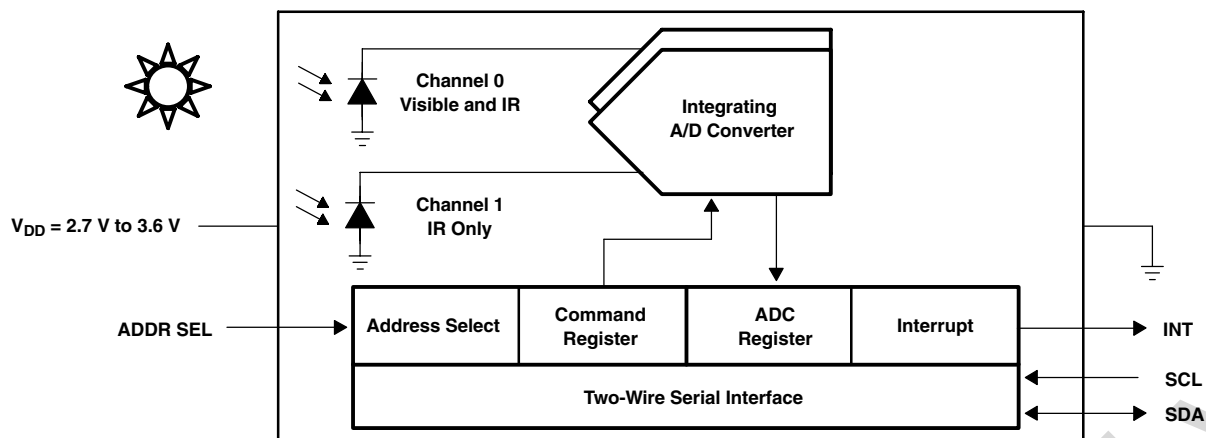 Channel 0
Visible and IR
Integrating
A/D Converter
Channel 1
IR Only
VDD = 2.7 V to 3.6 V
ADDR SEL
Address Select
Command
Register
ADC
Register
Interrupt
INT
Two-Wire Serial Interface
SCL
SDA